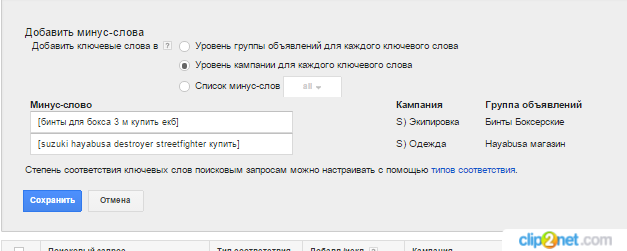 Добавить минус-слова
Добавить ключевые слова в ? Уровень группы объявлений для каждого ключевого слова
Уровень кампании для каждого ключевого слова
Список минус-слов all
Минус-слово Кампания Группа объявлений
[бинты для бокса 3 м купить екб] S) Экипировка Бинты Боксерские
[suzuki hayabusa destroyer streetfighter купить] S) Одежда Hayabusa магазин
Степень соответствия ключевых слов поисковым запросам можно настраивать с помощью типов соответствия.
Сохранить Отмена
clip2net.com